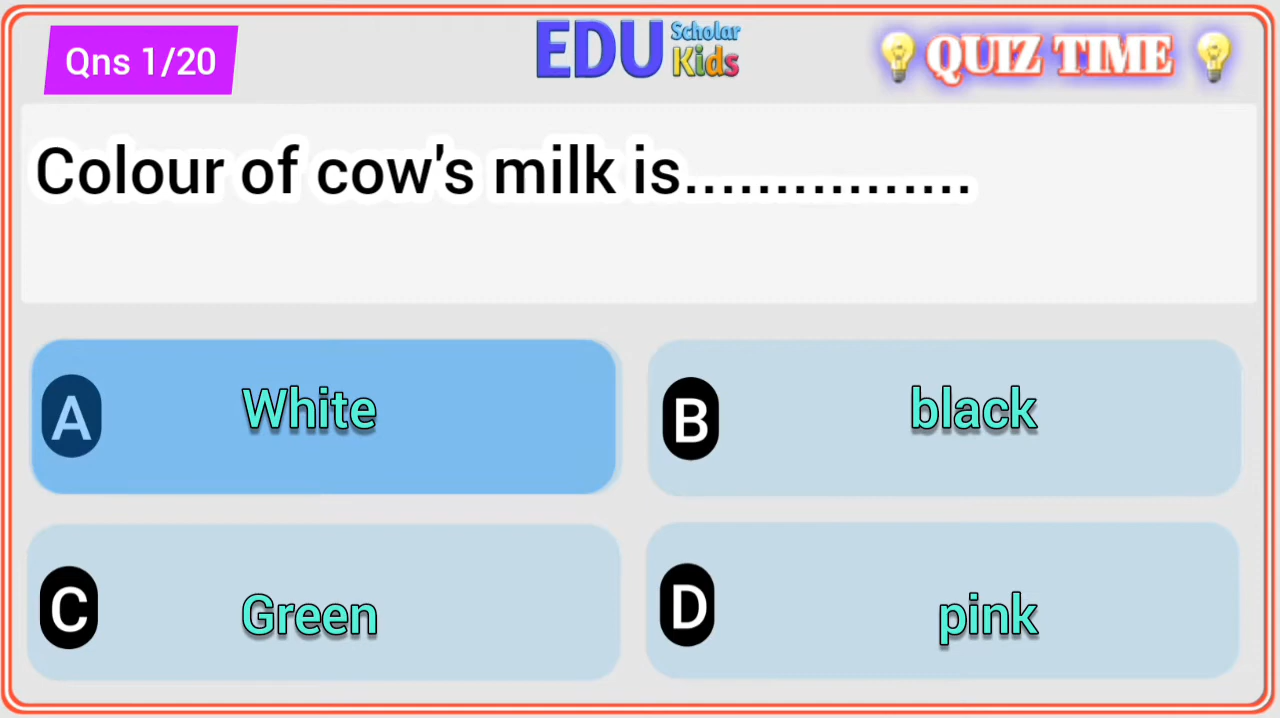 Qns 1/20
EDU Scholar Kids
QUIZ TIME
Colour of cow's milk is................
A White
B black
C Green
D pink